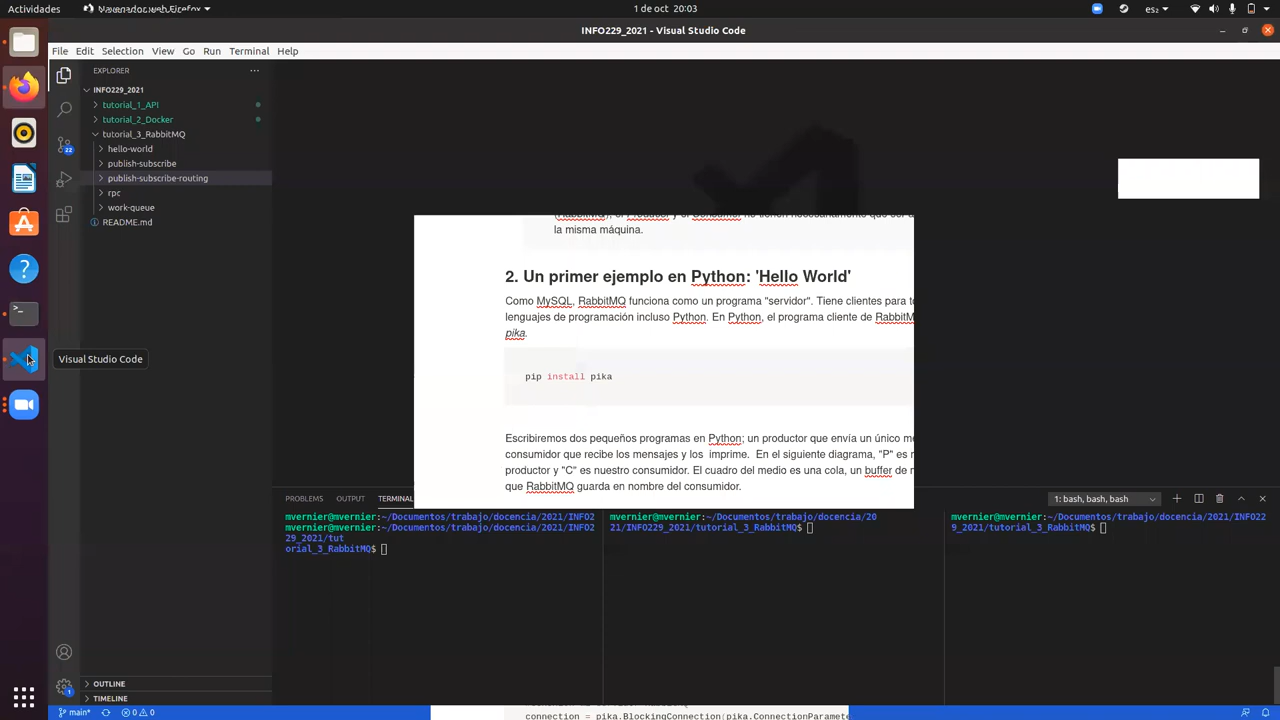 Actividades
1 de oct 20:03
es₂
INFO229_2021 - Visual Studio Code
File Edit Selection View Go Run Terminal Help
EXPLORER
INFO229_2021
tutorial_1_API
tutorial_2_Docker
tutorial_3_RabbitMQ
hello-world
publish-subscribe
publish-subscribe-routing
rpc
work-queue
README.md
22
Visual Studio Code
la misma máquina.
2. Un primer ejemplo en Python: 'Hello World'
Como MySQL, RabbitMQ funciona como un programa "servidor". Tiene clientes para to
lenguajes de programación incluso Python. En Python, el programa cliente de RabbitM
pika.
pip install pika
Escribiremos dos pequeños programas en Python; un productor que envía un único me
consumidor que recibe los mensajes y los imprime. En el siguiente diagrama, "P" es n
productor y "C" es nuestro consumidor. El cuadro del medio es una cola, un buffer de m
que RabbitMQ guarda en nombre del consumidor.
PROBLEMS OUTPUT TERMINAL
1: bash, bash, bash
mvernier@mvernier:~/Documentos/trabajo/docencia/2021/INFO2
mvernier@mvernier:~/Documentos/trabajo/docencia/2021/INFO2
29_2021/tut
orial_3_RabbitMQ$
mvernier@mvernier:~/Documentos/trabajo/docencia/20
21/INFO229_2021/tutorial_3_RabbitMQ$
mvernier@mvernier:~/Documentos/trabajo/docencia/2021/INFO22
9_2021/tutorial_3_RabbitMQ$
OUTLINE
TIMELINE
1
main* 0 0
connection = pika.BlockingConnection(pika.ConnectionParamete